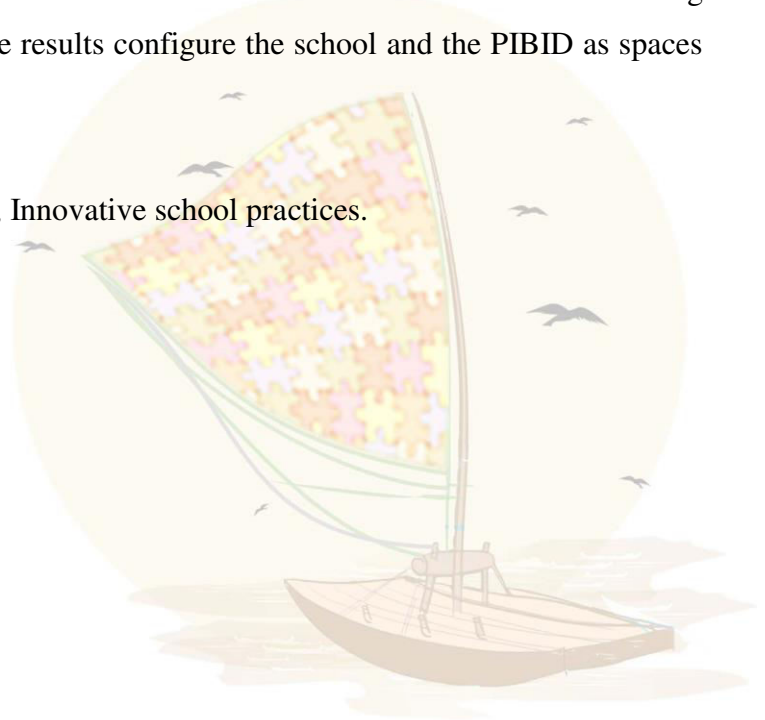 e results configure the school and the PIBID as spaces
Innovative school practices.